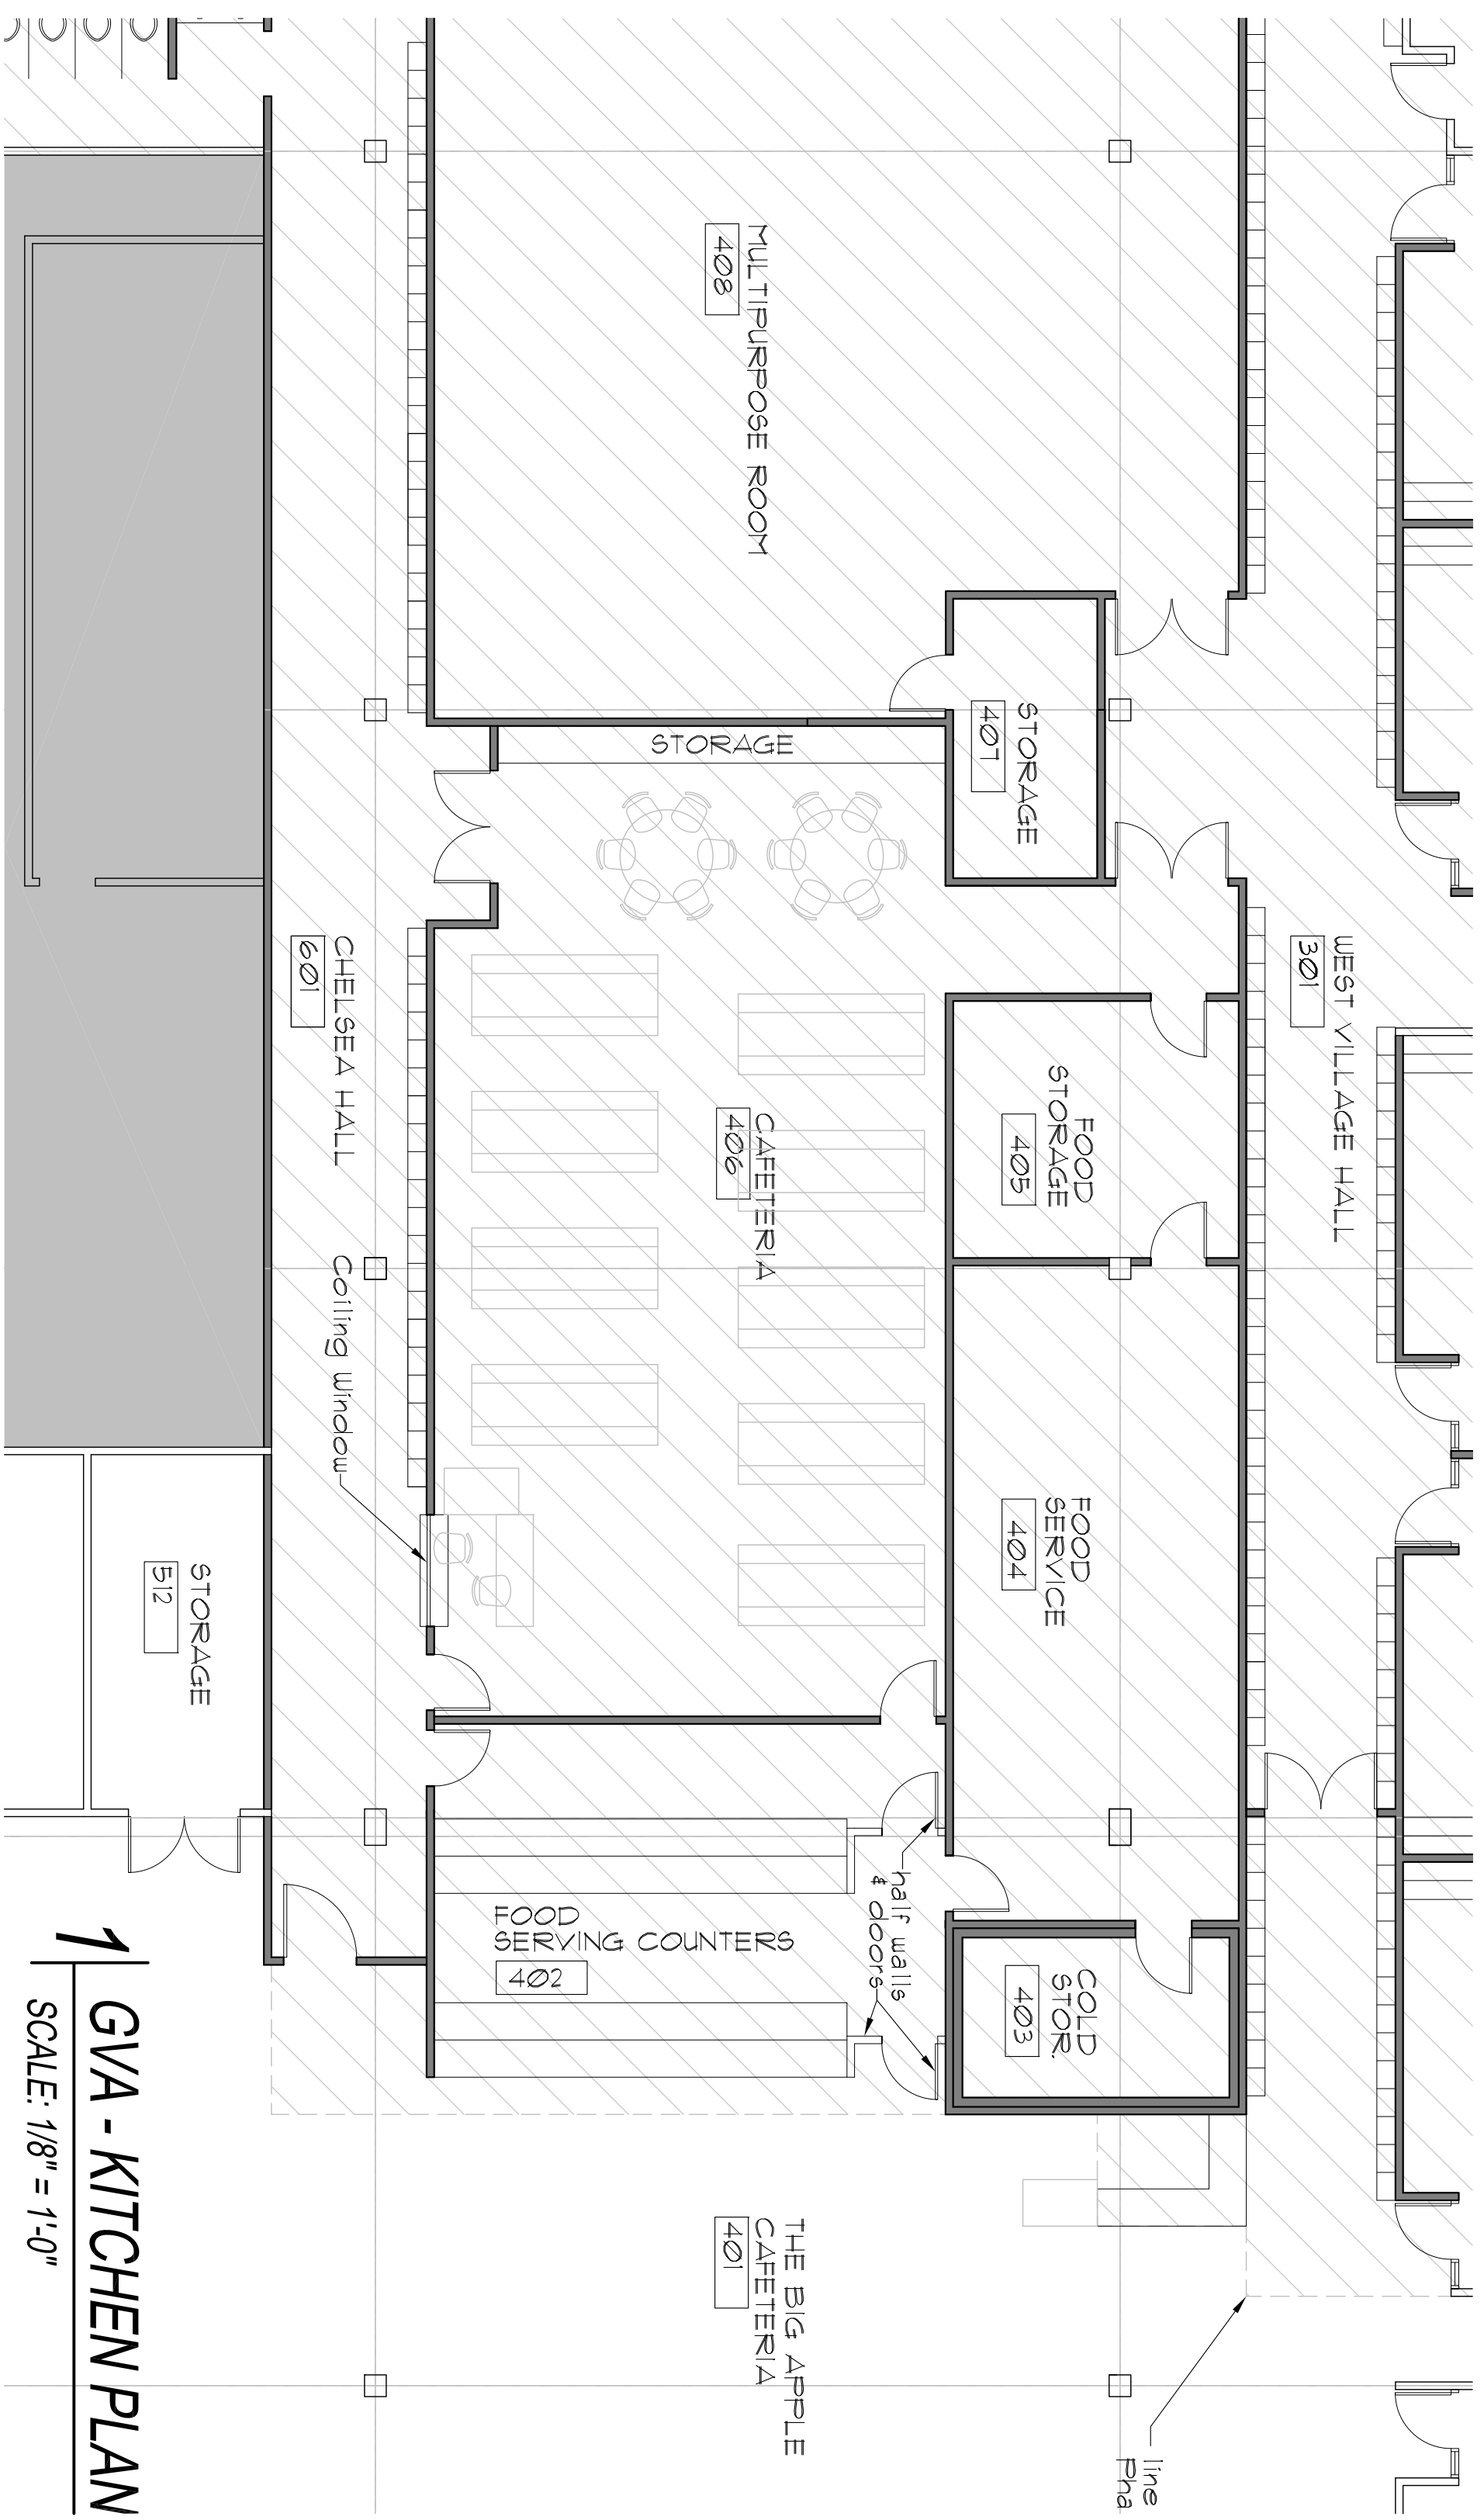 WEST VILLAGE HALL
301
MULTIPURPOSE ROOM
408
STORAGE
407
STORAGE
FOOD
STORAGE
405
FOOD
SERVICE
404
COLD
STOR.
403
CAFETERIA
406
half walls
& doors
FOOD
SERVING COUNTERS
402
THE BIG APPLE
CAFETERIA
401
line
Pha
CHELSEA HALL
601
Coiling Window
STORAGE
512
1
GVA - KITCHEN PLAN
SCALE: 1/8" = 1'-0"